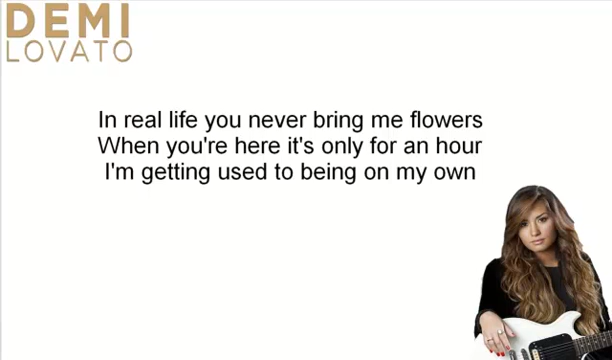 DEMI
LOVATO
In real life you never bring me flowers
When you're here it's only for an hour
I'm getting used to being on my own